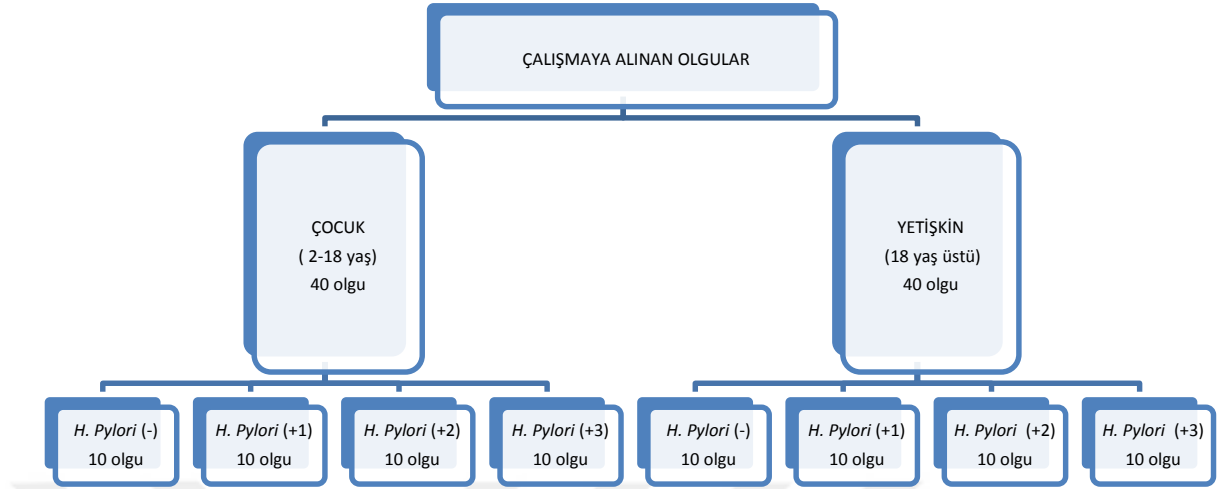 ÇALIŞMAYA ALINAN OLGULAR
ÇOCUK
( 2-18 yaş)
40 olgu
YETİŞKİN
(18 yaş üstü)
40 olgu
H. Pylori (-)
10 olgu
H. Pylori (+1)
10 olgu
H. Pylori (+2)
10 olgu
H. Pylori (+3)
10 olgu
H. Pylori (-)
10 olgu
H. Pylori (+1)
10 olgu
H. Pylori (+2)
10 olgu
H. Pylori (+3)
10 olgu